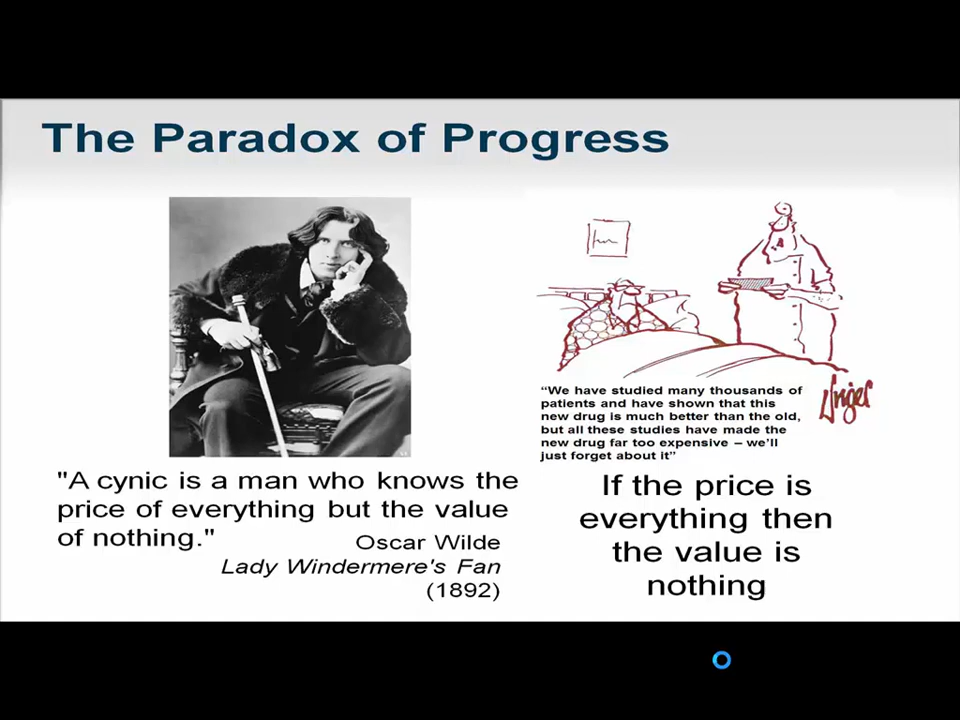 The Paradox of Progress
"A cynic is a man who knows the
price of everything but the value
of nothing."
Oscar Wilde
Lady Windermere's Fan
(1892)
“We have studied many thousands of
patients and have shown that this
new drug is much better than the old,
but all these studies have made the
new drug far too expensive – we’ll
just forget about it”
If the price is
everything then
the value is
nothing